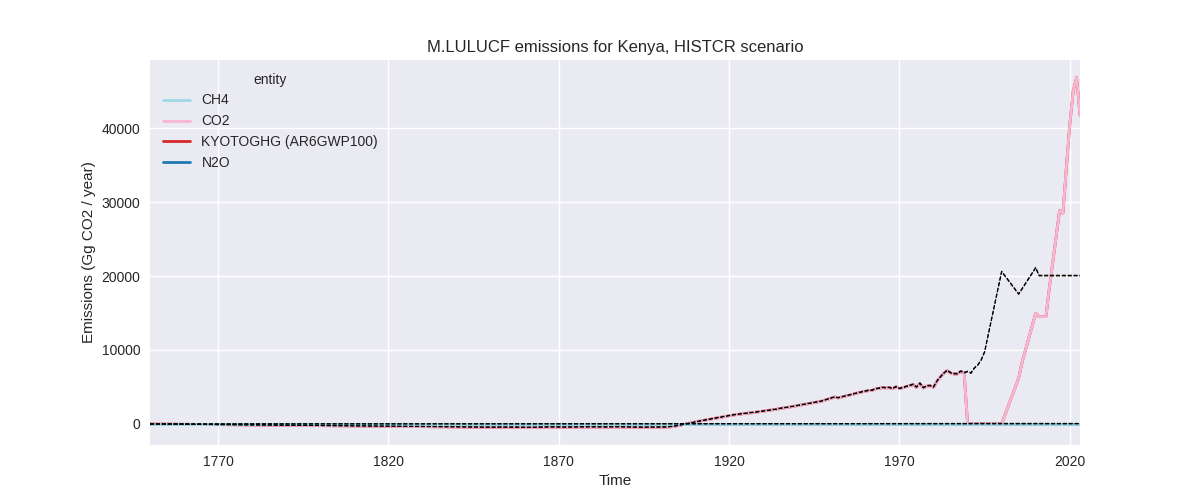 M.LULUCF emissions for Kenya, HISTCR scenario
entity
CH4
CO2
KYOTOGHG (AR6GWP100)
N2O
Emissions (Gg CO2 / year)
40000
30000
20000
10000
0
1770
1820
1870
1920
1970
2020
Time